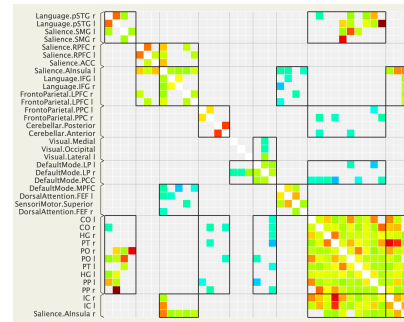 Language.pSTG r
Language.pSTG l
Salience.SMG l
Salience.SMG r
Salience.RPFC r
Salience.RPFC l
Salience.ACC
Salience.AInsula l
Language.IFG l
Language.IFG r
FrontoParietal.LPFC r
FrontoParietal.LPFC l
FrontoParietal.PPC l
FrontoParietal.PPC r
Cerebellar.Posterior
Cerebellar.Anterior
Visual.Medial
Visual.Occipital
Visual.Lateral l
DefaultMode.LP l
DefaultMode.LP r
DefaultMode.PCC
DefaultMode.MPFC
DorsalAttention.FEF l
SensoriMotor.Superior
DorsalAttention.FEF r
CO l
CO r
HG r
PT r
PO r
PO l
PT l
HG l
PP l
PP r
IC r
IC l
Salience.AInsula r